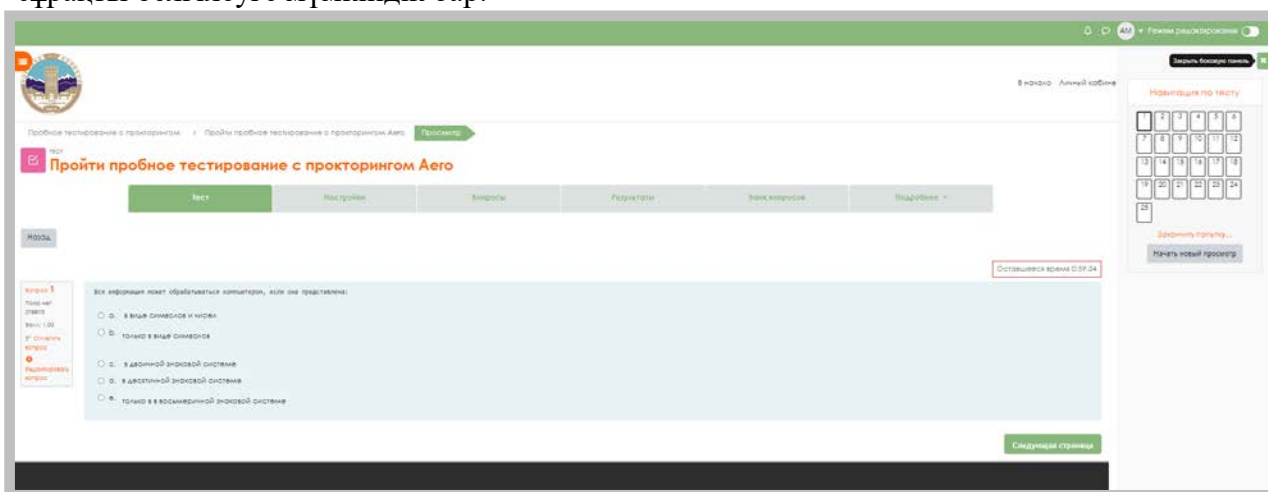 АМ Режим редактирования
Закрыть боковую панель
В начало Личный кабине
Навигация по тесту
1 2 3 4 5 6
7 8 9 10 11 12
13 14 15 16 17 18
19 20 21 22 23 24
25
Закончить попытку...
Начать новый просмотр
Пробное тестирование с прокторингом Пройти пробное тестирование с прокторингом Aero Просмотр
ТЕСТ
Пройти пробное тестирование с прокторингом Aero
Тест Настройки Вопросы Результаты Банк вопросов Подробнее
Назад
Оставшееся время 0:59:34
Вопрос 1
Пока нет
ответа
Балл: 1,00
Отметить
вопрос
Редактировать
вопрос
Вся информация может обрабатываться компьютером, если она представлена:
a. в виде символов и чисел
b. только в виде символов
c. в двоичной знаковой системе
d. в десятичной знаковой системе
e. только в в восьмеричной знаковой системе
Следующая страница